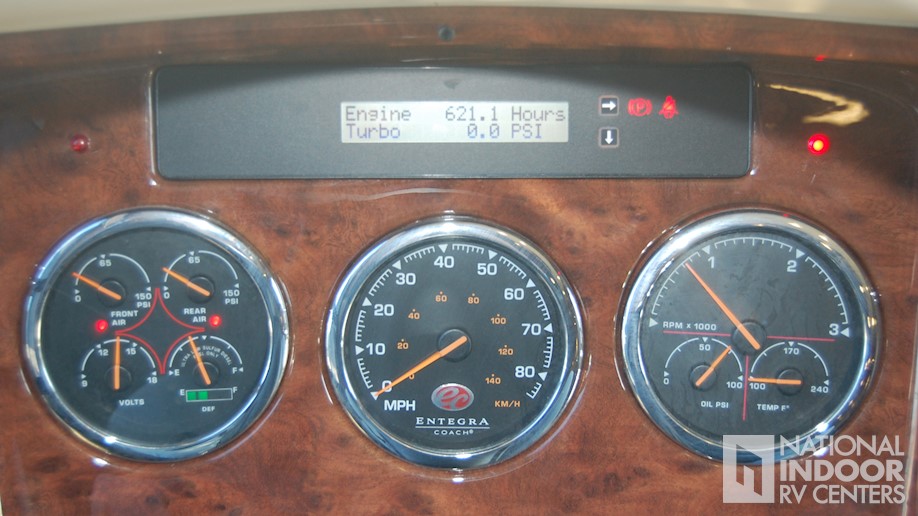 Engine 621.1 Hours
Turbo 0.0 PSI
65
0
150
PSI
FRONT
AIR
65
0
150
PSI
REAR
AIR
12 15
9 18
VOLTS
E F
E F
DEF
0 10 20 30 40 50 60 70 80
20 40 60 80 100 120 140
MPH
KM/H
ec
ENTEGRA
COACH®
1 2 3
RPM x 1000
50
0 100
OIL PSI
170
100 240
TEMP F°
NATIONAL
INDOOR
RV CENTERS